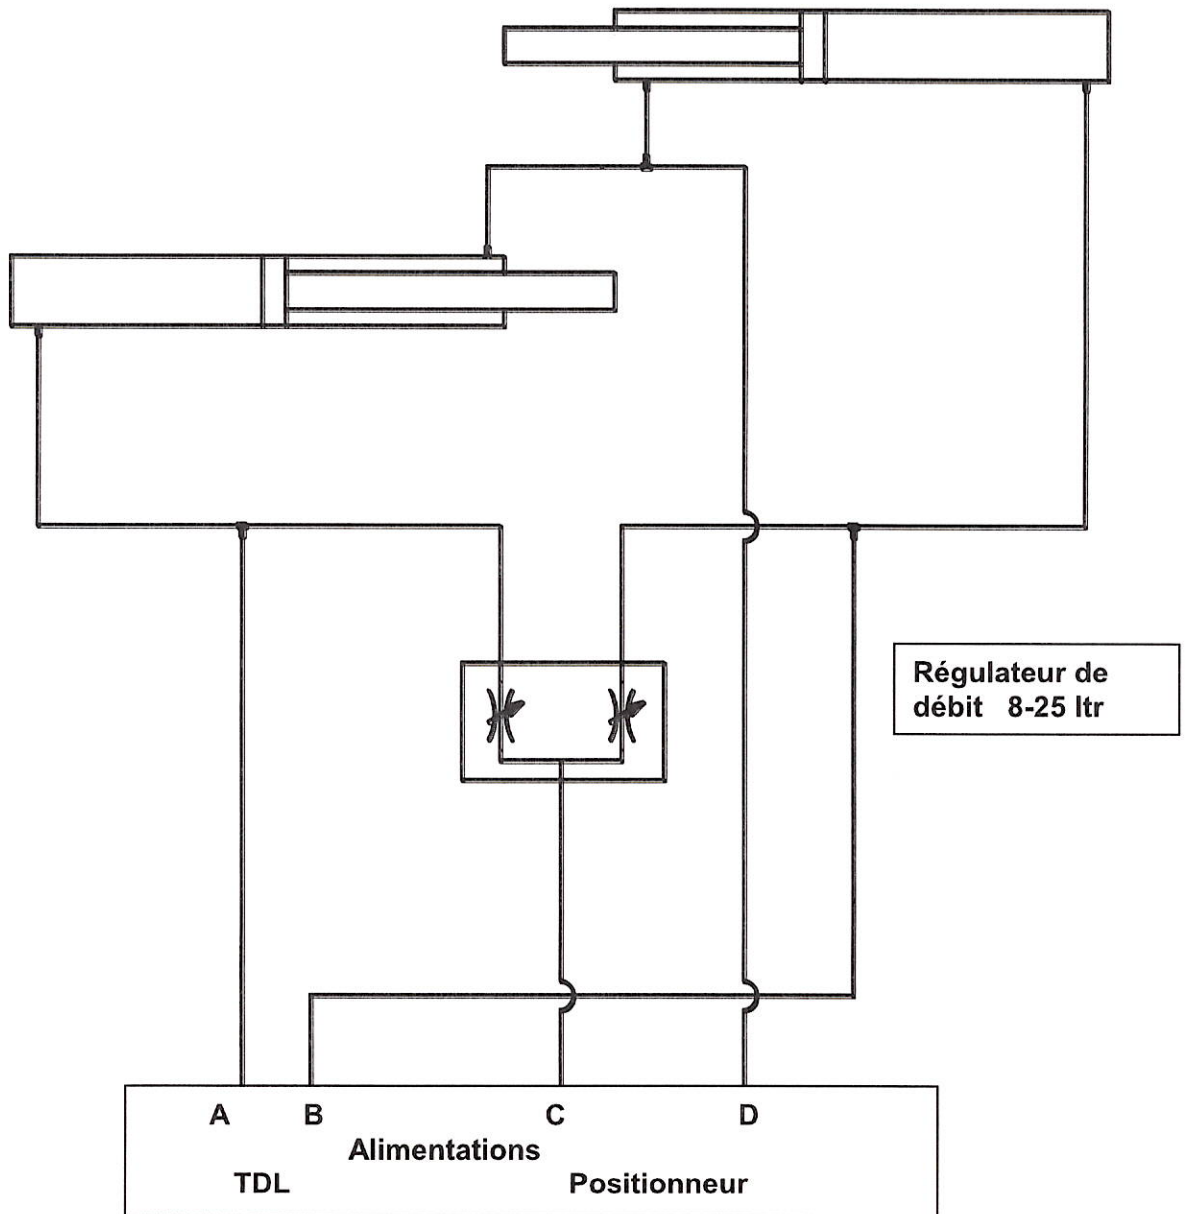 Régulateur de
débit 8-25 ltr
A B C D
Alimentations
TDL Positionneur